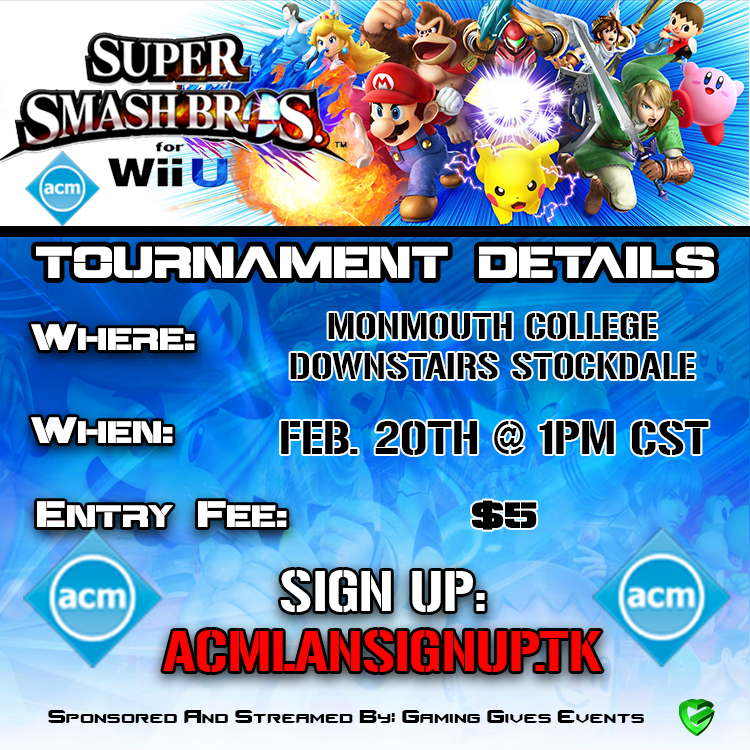 SUPER
SMASH BROS.™
for
Wii U
acm
TOURNAMENT DETAILS
WHERE:
MONMOUTH COLLEGE
DOWNSTAIRS STOCKDALE
WHEN:
FEB. 20TH @ 1PM CST
ENTRY FEE:
$5
acm
SIGN UP:
acm
ACMLANSIGNUP.TK
SPONSORED AND STREAMED BY: GAMING GIVES EVENTS